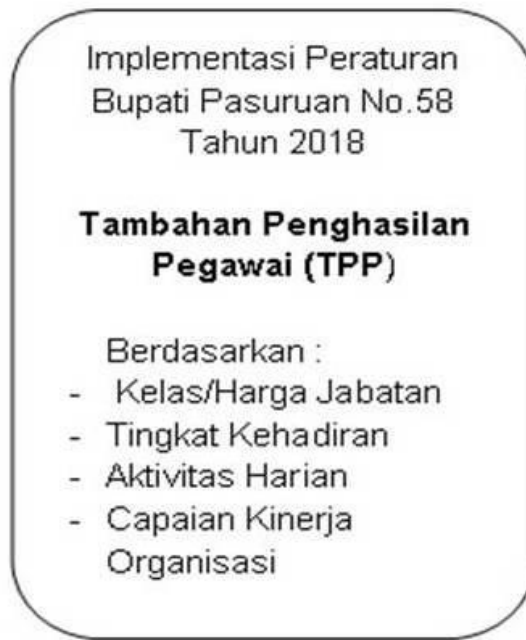 Implementasi Peraturan
Bupati Pasuruan No.58
Tahun 2018
Tambahan Penghasilan
Pegawai (TPP)
Berdasarkan :
- Kelas/Harga Jabatan
- Tingkat Kehadiran
- Aktivitas Harian
- Capaian Kinerja
Organisasi